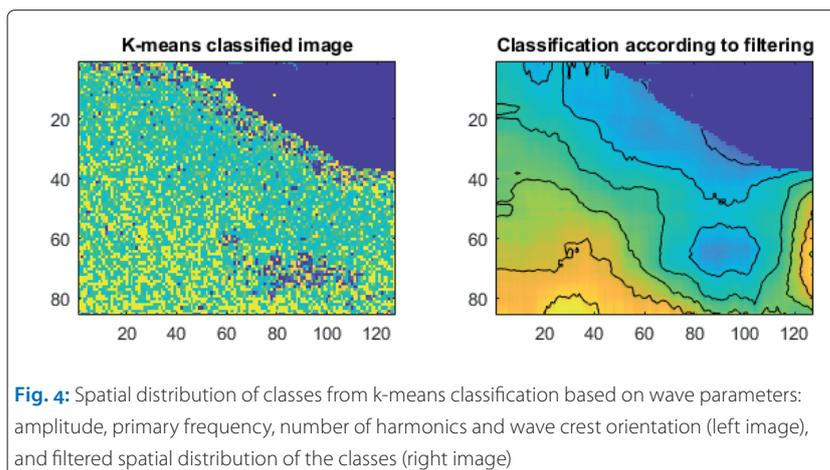 K-means classified image
Classification according to filtering
20
40
60
80
20 40 60 80 100 120
20
40
60
80
20 40 60 80 100 120
Fig. 4: Spatial distribution of classes from k-means classification based on wave parameters:
amplitude, primary frequency, number of harmonics and wave crest orientation (left image),
and filtered spatial distribution of the classes (right image)